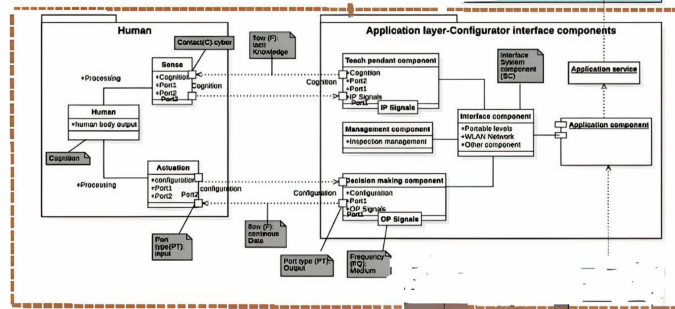 Human
Contact(C) cyber
Sense
+Cognition
+Port1
+Port2
Port2
Cognition
+Processing
Human
+human body output
Cognition
+Processing
Actuation
+configuration
+Port1
+Port2
Port2
configuration
Port
type(PT):
Input
flow (F):
tacit
Knowledge
flow (F):
continous
Data
Application layer-Configurator interface components
Teach pendant component
+Cognition
+Port2
+Port1
+IP Signals
Port1
IP Signals
Cognition
Management component
+Inspection management
Decision making component
+Configuration
+Port1
+OP Signals
Port1
OP Signals
Configuration
Port type (PT):
Output
Frequency
(FQ):
Medium
Interface
System
component
(SC)
Interface component
+Portable levels
+WLAN Network
+Other component
Application service
Application component